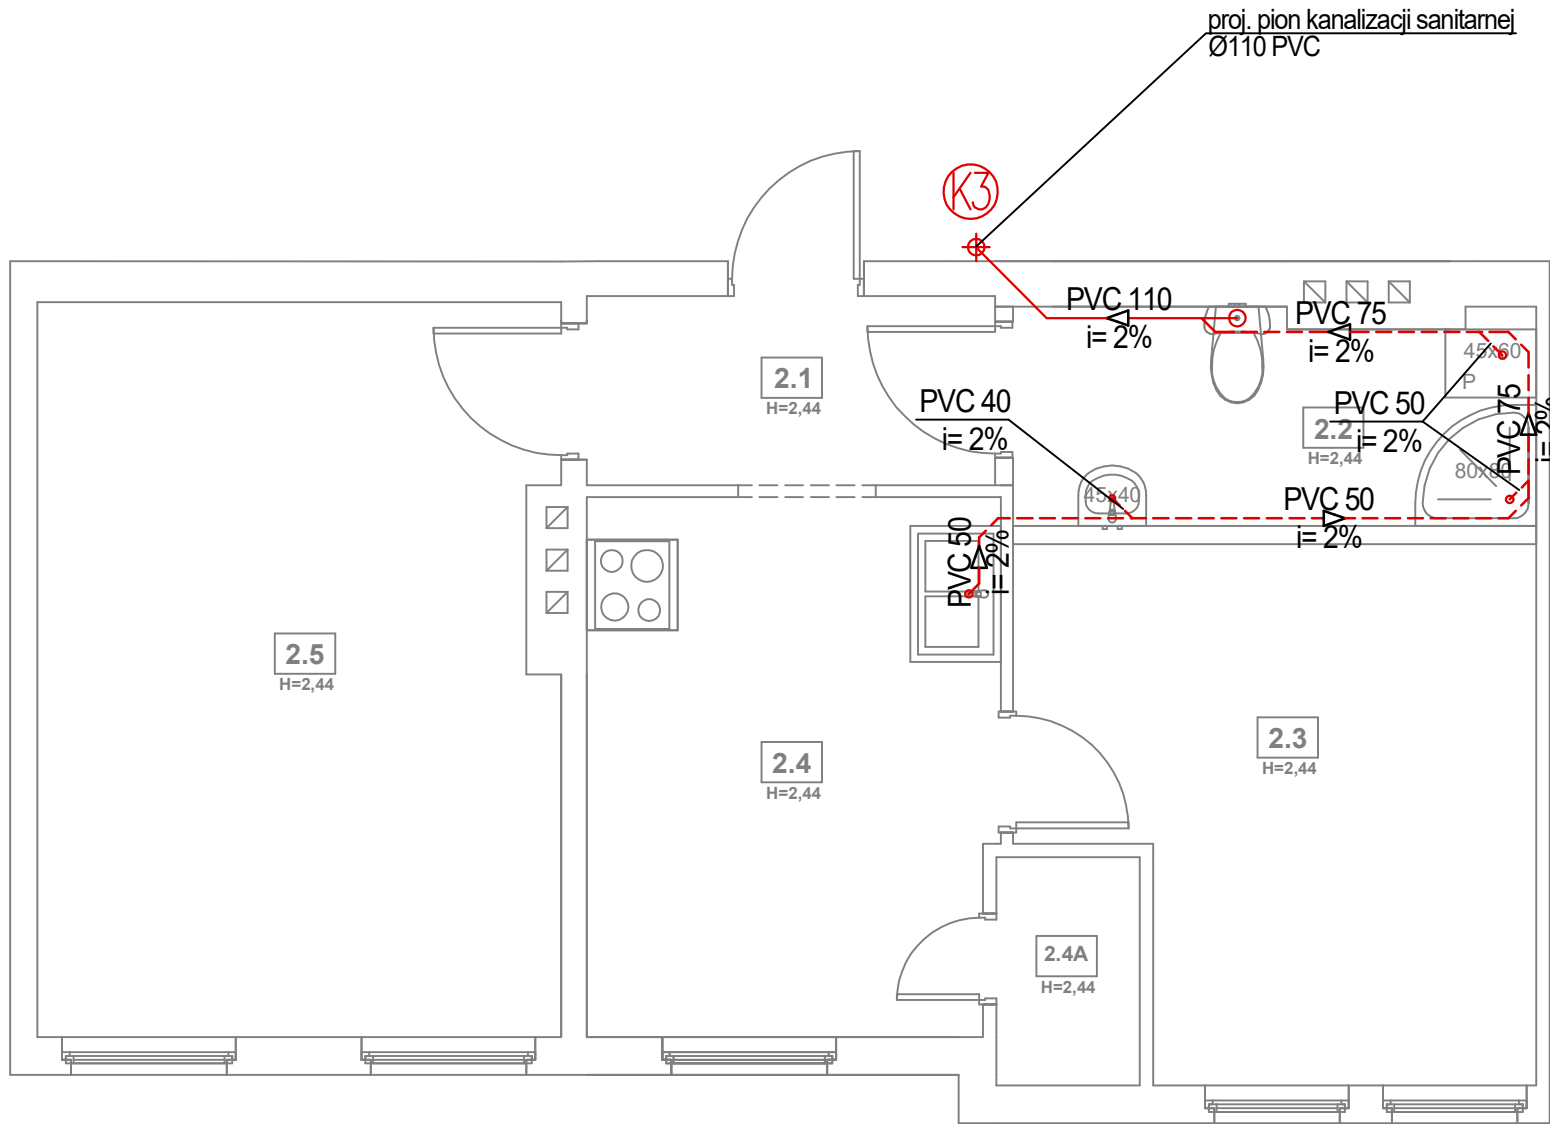 proj. pion kanalizacji sanitarnej
Ø110 PVC
K3
PVC 110
i= 2%
PVC 75
i= 2%
45x60
P
2.1
H=2,44
PVC 40
i= 2%
PVC 50
i= 2%
2.2
H=2,44
PVC 75
i= 2%
80x80
45x40
PVC 50
i= 2%
PVC 50
i= 2%
2.5
H=2,44
2.4
H=2,44
2.3
H=2,44
2.4A
H=2,44